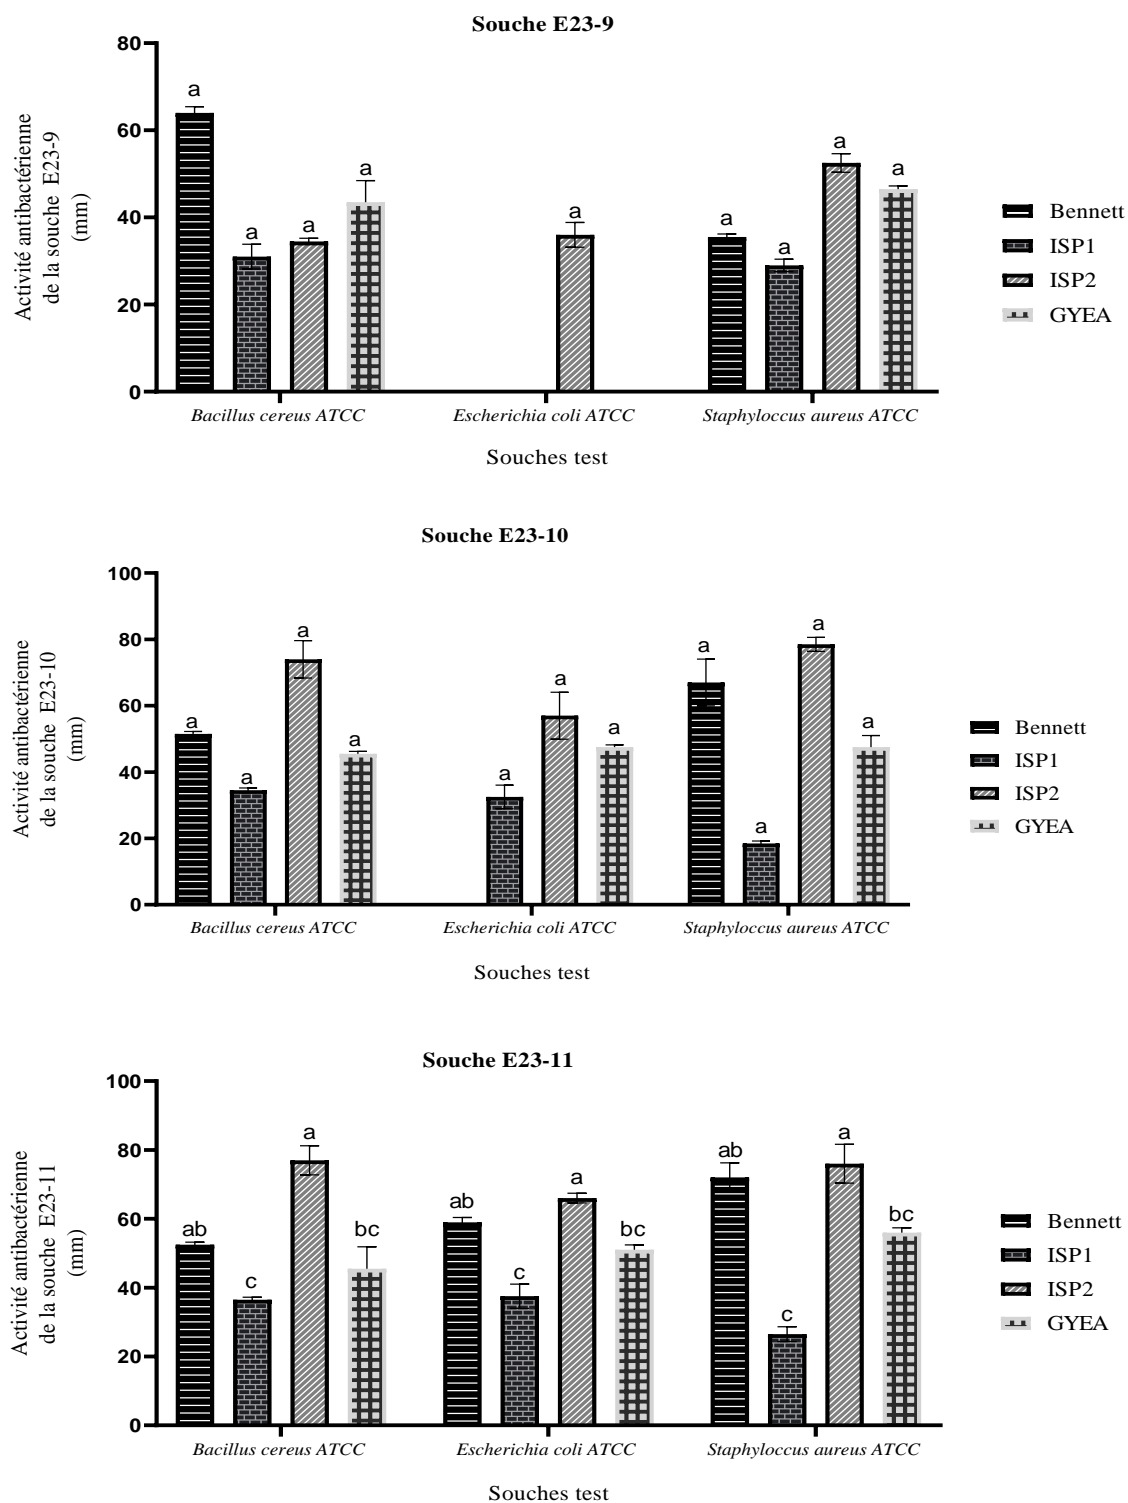 Souche E23-9
Activité antibactérienne
de la souche E23-9
(mm)
80
60
40
20
0
a
a
a
a
a
a
a
a
a
Bacillus cereus ATCC
Escherichia coli ATCC
Staphyloccus aureus ATCC
Souches test
Bennett
ISP1
ISP2
GYEA
Souche E23-10
Activité antibactérienne
de la souche E23-10
(mm)
100
80
60
40
20
0
a
a
a
a
a
a
a
a
a
a
a
Bacillus cereus ATCC
Escherichia coli ATCC
Staphyloccus aureus ATCC
Souches test
Bennett
ISP1
ISP2
GYEA
Souche E23-11
Activité antibactérienne
de la souche E23-11
(mm)
100
80
60
40
20
0
ab
c
a
bc
ab
c
a
bc
ab
c
a
bc
Bacillus cereus ATCC
Escherichia coli ATCC
Staphyloccus aureus ATCC
Souches test
Bennett
ISP1
ISP2
GYEA